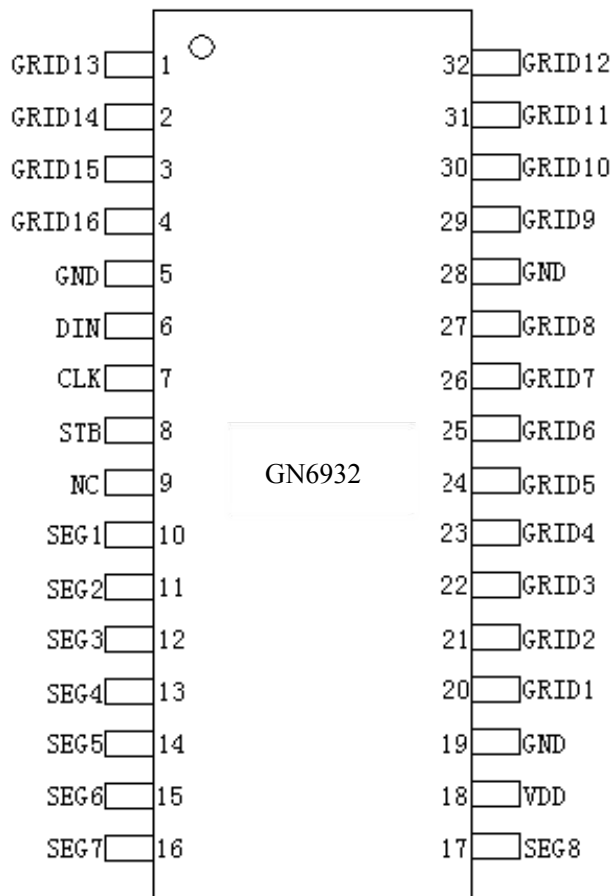 GRID13 1 32 GRID12
GRID14 2 31 GRID11
GRID15 3 30 GRID10
GRID16 4 29 GRID9
GND 5 28 GND
DIN 6 27 GRID8
CLK 7 26 GRID7
STB 8 25 GRID6
GN6932
NC 9 24 GRID5
SEG1 10 23 GRID4
SEG2 11 22 GRID3
SEG3 12 21 GRID2
SEG4 13 20 GRID1
SEG5 14 19 GND
SEG6 15 18 VDD
SEG7 16 17 SEG8